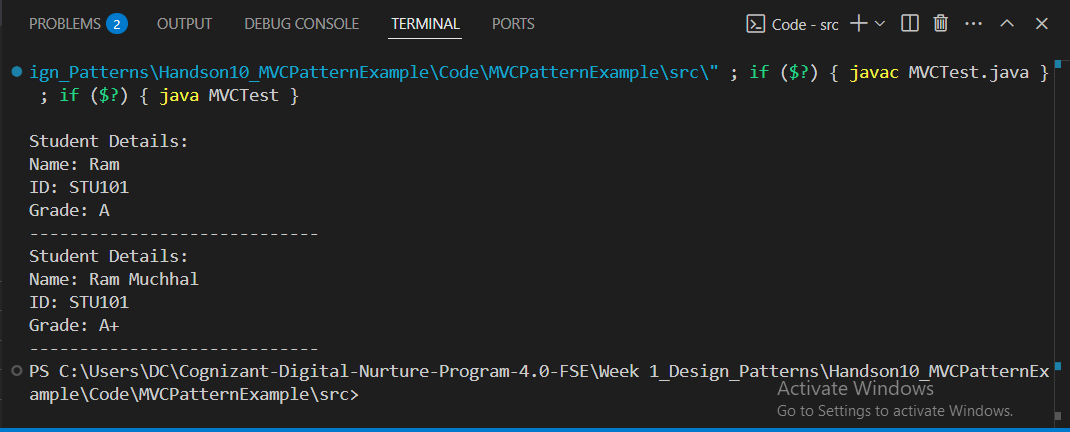 PROBLEMS 2 OUTPUT DEBUG CONSOLE TERMINAL PORTS Code - src
ign_Patterns\Handson10_MVCPatternExample\Code\MVCPatternExample\src\" ; if ($?) { javac MVCTest.java }
; if ($?) { java MVCTest }
Student Details:
Name: Ram
ID: STU101
Grade: A
-----------------------------
Student Details:
Name: Ram Muchhal
ID: STU101
Grade: A+
-----------------------------
PS C:\Users\DC\Cognizant-Digital-Nurture-Program-4.0-FSE\Week 1_Design_Patterns\Handson10_MVCPatternEx
ample\Code\MVCPatternExample\src>
Activate Windows
Go to Settings to activate Windows.